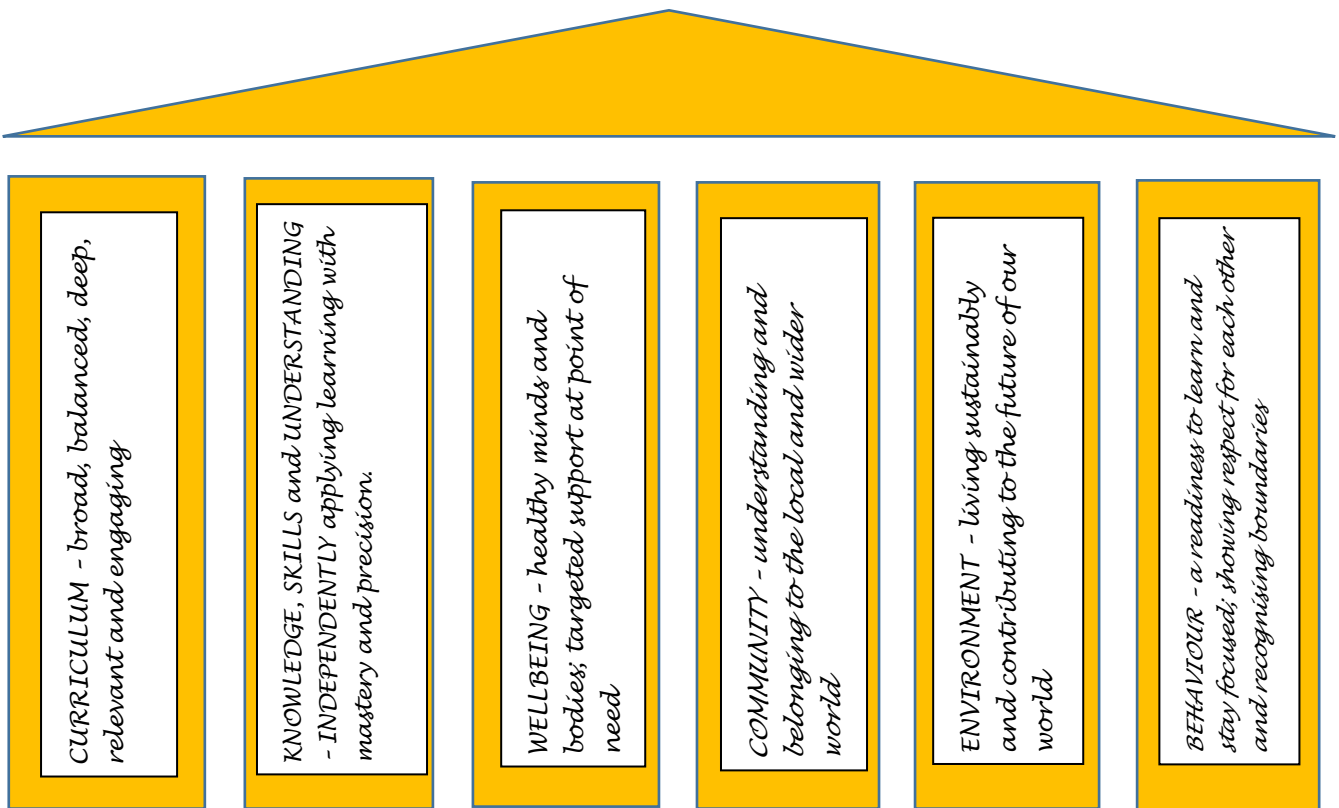 CURRICULUM - broad, balanced, deep,
relevant and engaging
KNOWLEDGE, SKILLS and UNDERSTANDING
- INDEPENDENTLY applying learning with
mastery and precision.
WELLBEING - healthy minds and
bodies; targeted support at point of
need
COMMUNITY - understanding and
belonging to the local and wider
world
ENVIRONMENT - living sustainably
and contributing to the future of our
world
BEHAVIOUR - a readiness to learn and
stay focused; showing respect for each other
and recognising boundaries